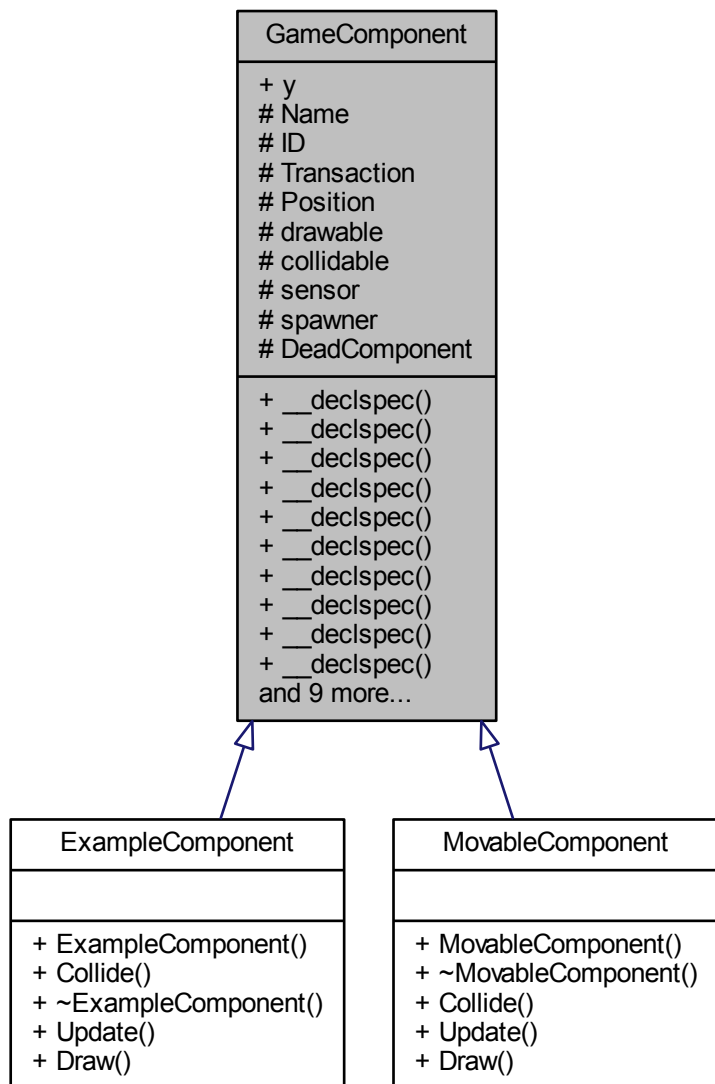 GameComponent
+ y
# Name
# ID
# Transaction
# Position
# drawable
# collidable
# sensor
# spawner
# DeadComponent
+ __declspec()
+ __declspec()
+ __declspec()
+ __declspec()
+ __declspec()
+ __declspec()
+ __declspec()
+ __declspec()
+ __declspec()
+ __declspec()
and 9 more...
ExampleComponent
+ ExampleComponent()
+ Collide()
+ ~ExampleComponent()
+ Update()
+ Draw()
MovableComponent
+ MovableComponent()
+ ~MovableComponent()
+ Collide()
+ Update()
+ Draw()